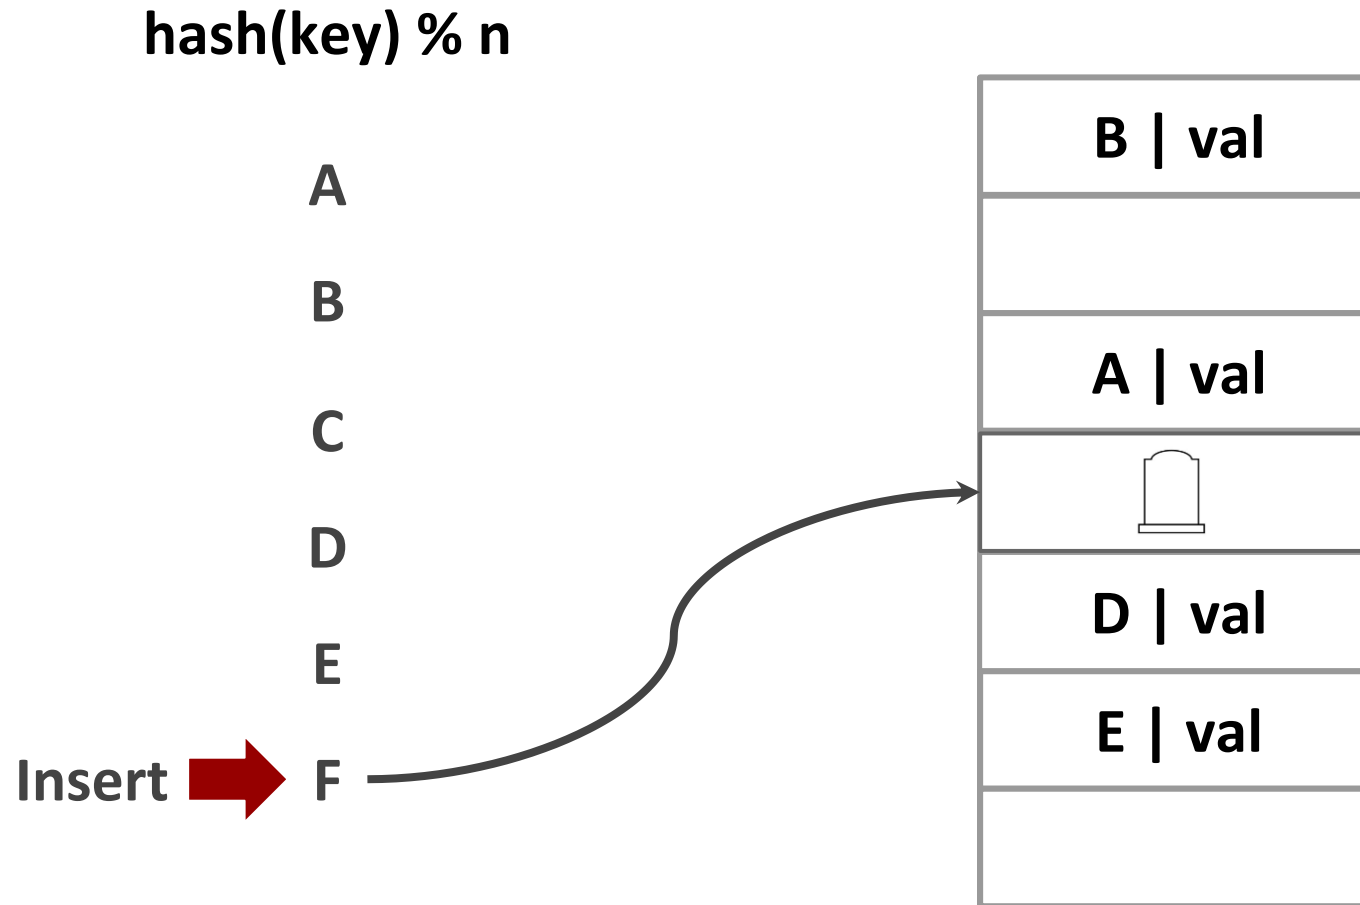 hash(key) % n
A
B
C
D
E
Insert F
B | val
A | val
D | val
E | val